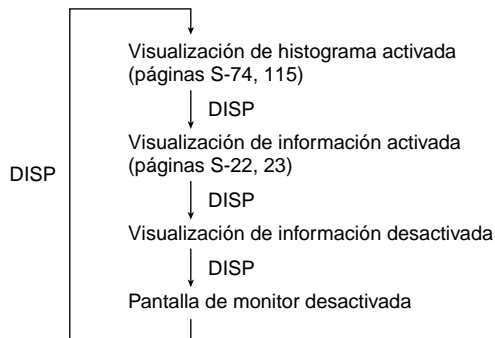 Visualización de histograma activada
(páginas S-74, 115)
DISP
Visualización de información activada
(páginas S-22, 23)
DISP
DISP
Visualización de información desactivada
DISP
Pantalla de monitor desactivada